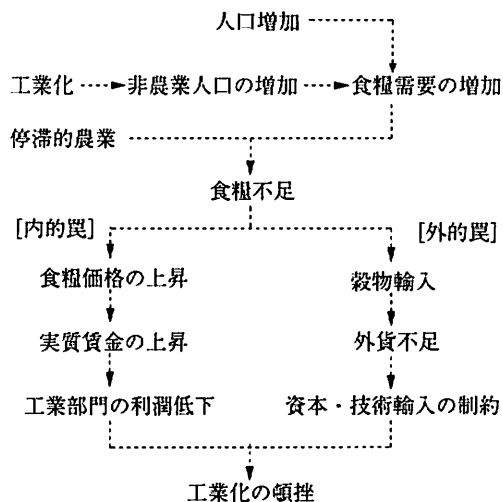 人口増加
工業化 非農業人口の増加 食糧需要の増加
停滞的農業
食糧不足
[内的罠] [外的罠]
食糧価格の上昇 穀物輸入
実質賃金の上昇 外貨不足
工業部門の利潤低下 資本・技術輸入の制約
工業化の頓挫